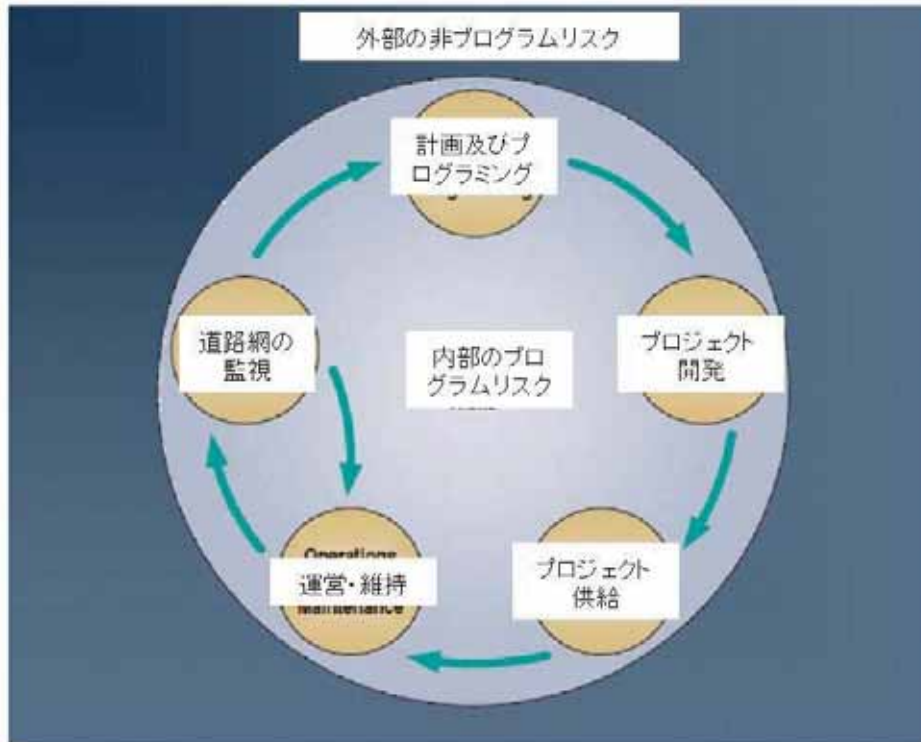 外部の非プログラムリスク
計画及びプ
ログラミング
道路網の
監視
内部のプロ
グラムリスク
プロジェクト
開発
Operations
運営・維持
Maintenance
プロジェクト
供給